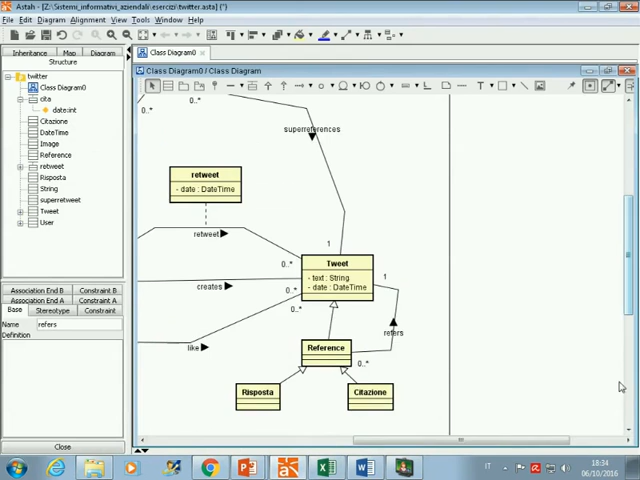 Astah - [Z:\Sistemi_informativi_aziendali\esercizi\twitter.asta] {*}
File Edit Diagram Alignment View Tools Window Help
Inheritance Map Diagram
Structure
twitter
Class Diagram0
cita
date:int
Citazione
DateTime
Image
Reference
retweet
Risposta
String
superretweet
Tweet
User
Association End B Constraint B
Association End A Constraint A
Base Stereotype Constraint
Name refers
Definition
Close
Class Diagram0
Class Diagram0 / Class Diagram
0..*
0..*
superreferences
retweet
- date : DateTime
retweet
1
0..*
Tweet
- text : String
- date : DateTime
1
creates
0..*
0..*
like
refers
Reference
0..*
Risposta
Citazione
IT
18:34
06/10/2016